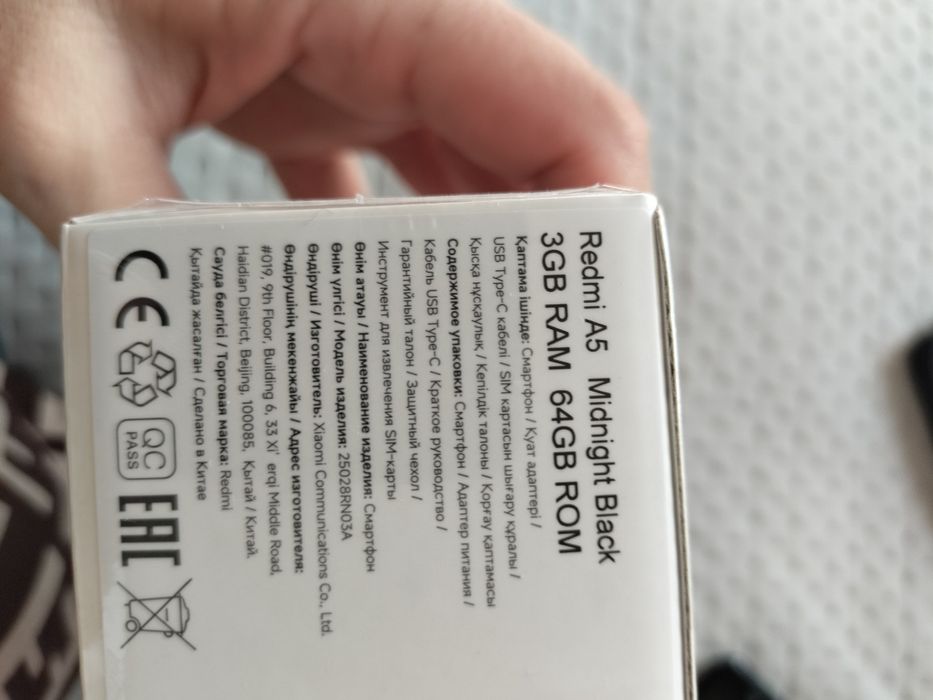 Redmi A5 Midnight Black
3GB RAM 64GB ROM
Қаптама ішінде: Смартфон / Қуат адаптері /
USB Type-C кабелі / SIM картасын шығару құралы /
Қысқа нұсқаулық / Кепілдік талоны / Қорғау қаптамасы
Содержимое упаковки: Смартфон / Адаптер питания /
Кабель USB Type-C / Краткое руководство /
Гарантийный талон / Защитный чехол /
Инструмент для извлечения SIM-карты
Өнім атауы / Наименование изделия: Смартфон
Өнім үлгісі / Модель изделия: 25028RN03A
Өндіруші / Изготовитель: Xiaomi Communications Co., Ltd.
Өндірушінің мекенжайы / Адрес изготовителя:
#019, 9th Floor, Building 6, 33 Xi' erqi Middle Road,
Haidian District, Beijing, 100085, Қытай / Китай.
Сауда белгісі / Торговая марка: Redmi
Қытайда жасалған / Сделано в Китае
CE QC PASS EAC